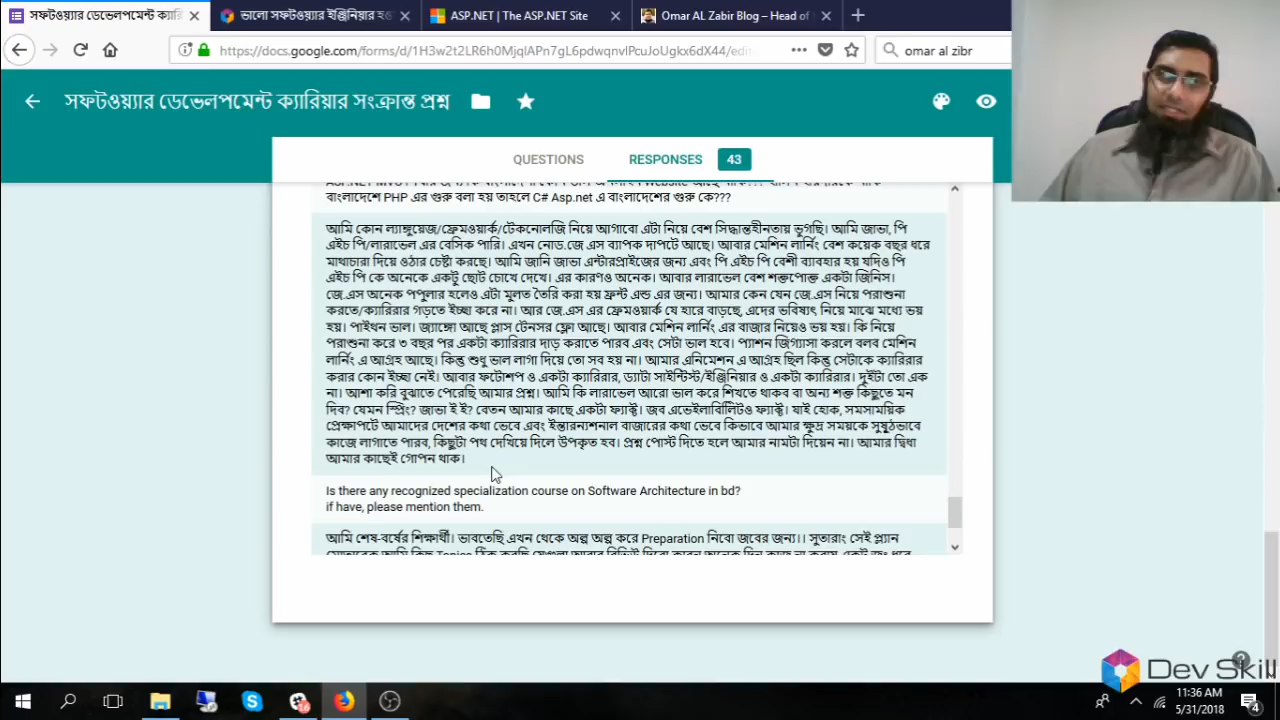 সফটওয়্যার ডেভেলপমেন্ট ক্যারি
ভালো সফটওয়্যার ইঞ্জিনিয়ার হও
ASP.NET | The ASP.NET Site
Omar AL Zabir Blog – Head of
https://docs.google.com/forms/d/1H3w2t2LR6h0MjqlAPn7gL6pdwqnvlPcuJoUgkx6dX44/edi
omar al zibr
সফটওয়্যার ডেভেলপমেন্ট ক্যারিয়ার সংক্রান্ত প্রশ্ন
QUESTIONS
RESPONSES 43
বাংলাদেশে PHP এর গুরু বলা হয় তাহলে C# Asp.net এ বাংলাদেশের গুরু কে???
আমি কোন ল্যাঙ্গুয়েজ/ফ্রেমওয়ার্ক/টেকনোলজি নিয়ে আগাবো এটা নিয়ে বেশ সিদ্ধান্তহীনতায় ভুগছি। আমি জাভা, পি
এইচ পি/লারাভেল এর বেসিক পারি। এখন নোড.জে এস ব্যাপক দাপটে আছে। আবার মেশিন লার্নিং বেশ কয়েক বছর ধরে
মাথাচারা দিয়ে ওঠার চেষ্টা করছে। আমি জানি জাভা এন্টারপ্রাইজের জন্য এবং পি এইচ পি বেশী ব্যাবহার হয় যদিও পি
এইচ পি কে অনেকে একটু ছোট চোখে দেখে। এর কারণও অনেক। আবার লারাভেল বেশ শক্তপোক্ত একটা জিনিস।
জে.এস অনেক পপুলার হলেও এটা মুলত তৈরি করা হয় ফ্রন্ট এন্ড এর জন্য। আমার কেন যেন জে.এস নিয়ে পরাশুনা
করতে/ক্যারিরার গড়তে ইচ্ছা করে না। আর জে.এস এর ফ্রেমওয়ার্ক যে হারে বাড়ছে, এদের ভবিষ্যৎ নিয়ে মাঝে মধ্যে ভয়
হয়। পাইথন ভাল। জ্যাঙ্গো আছে প্লাস টেনসর ফ্লো আছে। আবার মেশিন লার্নিং এর বাজার নিয়েও ভয় হয়। কি নিয়ে
পরাশুনা করে ৩ বছর পর একটা ক্যারিরার দাড় করাতে পারব এবং সেটা ভাল হবে। প্যাশন জিগ্যাসা করলে বলব মেশিন
লার্নিং এ আগ্রহ আছে। কিন্তু শুধু ভাল লাগা দিয়ে তো সব হয় না। আমার এনিমেশন এ আগ্রহ ছিল কিন্তু সেটাকে ক্যারিরার
করার কোন ইচ্ছা নেই। আবার ফটোশপ ও একটা ক্যারিরার, ড্যাটা সাইন্টিস্ট/ইঞ্জিনিয়ার ও একটা ক্যারিরার। দুইটা তো এক
না। আশা করি বুঝাতে পেরেছি আমার প্রশ্ন। আমি কি লারাভেল আরো ভাল করে শিখতে থাকব বা অন্য শক্ত কিছুতে মন
দিব? যেমন স্প্রিং? জাভা ই ই? বেতন আমার কাছে একটা ফ্যাক্ট। জব এভেইলাবিলিটিও ফ্যাক্ট। যাই হোক, সমসাময়িক
প্রেক্ষাপটে আমাদের দেশের কথা ভেবে এবং ইন্তারনশনাল বাজারের কথা ভেবে কিভাবে আমার ক্ষুদ্র সময়কে সুষ্ঠুভাবে
কাজে লাগাতে পারব, কিছুটা পথ দেখিয়ে দিলে উপকৃত হব। প্রশ্ন পোস্ট দিতে হলে আমার নামটা দিয়েন না। আমার দ্বিধা
আমার কাছেই গোপন থাক।
Is there any recognized specialization course on Software Architecture in bd?
if have, please mention them.
আমি শেষ-বর্ষের শিক্ষার্থী। ভাবতেছি এখন থেকে অল্প অল্প করে Preparation নিবো জবের জন্য।। সুতারাং সেই প্ল্যান
Dev Skill
11:36 AM
5/31/2018
4